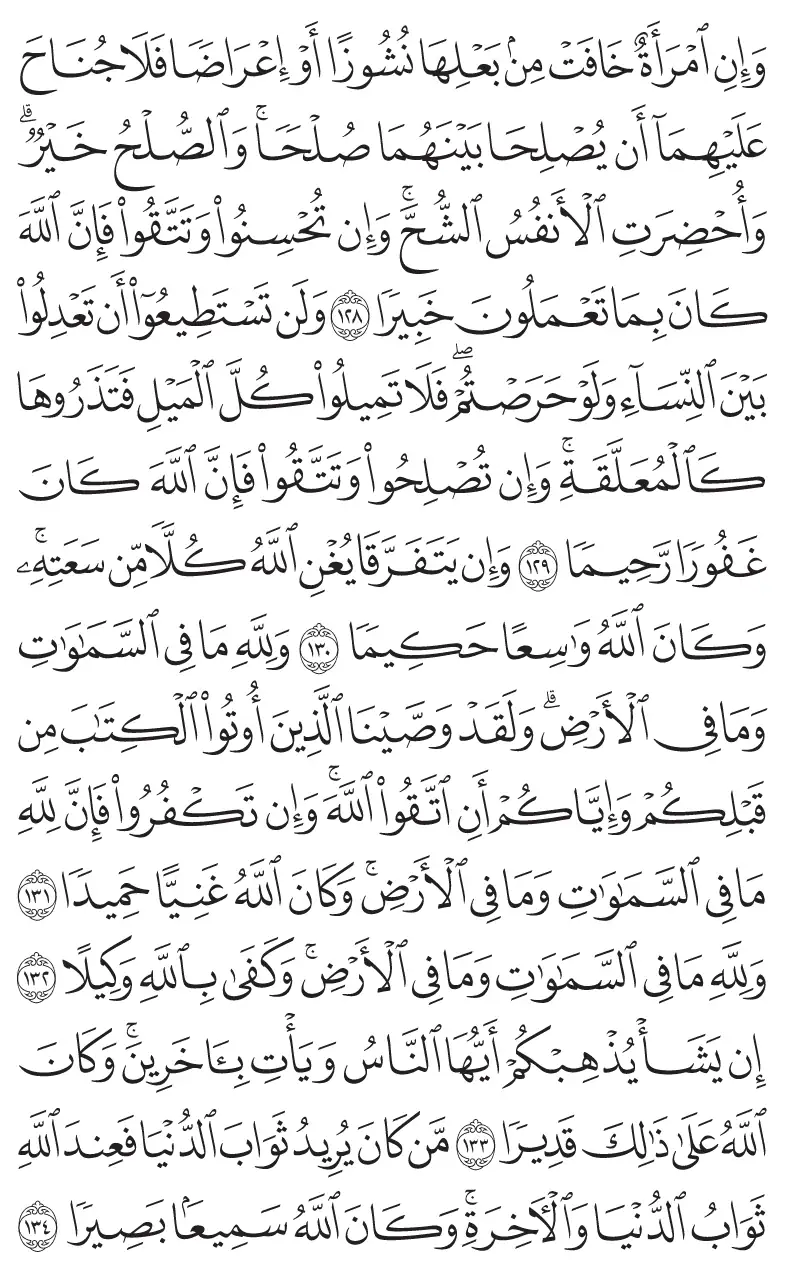 وَإِنِ ٱمْرَأَةٌ خَافَتْ مِنۢ بَعْلِهَا نُشُوزًا أَوْ إِعْرَاضًا فَلَا جُنَاحَ
عَلَيْهِمَآ أَن يُصْلِحَا بَيْنَهُمَا صُلْحًا ۚ وَٱلصُّلْحُ خَيْرٌ ۗ
وَأُحْضِرَتِ ٱلْأَنفُسُ ٱلشُّحَّ ۚ وَإِن تُحْسِنُوا۟ وَتَتَّقُوا۟ فَإِنَّ ٱللَّهَ
كَانَ بِمَا تَعْمَلُونَ خَبِيرًا ١٢٨ وَلَن تَسْتَطِيعُوٓا۟ أَن تَعْدِلُوا۟
بَيْنَ ٱلنِّسَآءِ وَلَوْ حَرَصْتُمْ ۖ فَلَا تَمِيلُوا۟ كُلَّ ٱلْمَيْلِ فَتَذَرُوهَا
كَٱلْمُعَلَّقَةِ ۚ وَإِن تُصْلِحُوا۟ وَتَتَّقُوا۟ فَإِنَّ ٱللَّهَ كَانَ
غَفُورًا رَّحِيمًا ١٢٩ وَإِن يَتَفَرَّقَا يُغْنِ ٱللَّهُ كُلًّا مِّن سَعَتِهِۦ ۚ
وَكَانَ ٱللَّهُ وَٰسِعًا حَكِيمًا ١٣٠ وَلِلَّهِ مَا فِى ٱلسَّمَٰوَٰتِ
وَمَا فِى ٱلْأَرْضِ ۗ وَلَقَدْ وَصَّيْنَا ٱلَّذِينَ أُوتُوا۟ ٱلْكِتَٰبَ مِن
قَبْلِكُمْ وَإِيَّاكُمْ أَنِ ٱتَّقُوا۟ ٱللَّهَ ۚ وَإِن تَكْفُرُوا۟ فَإِنَّ لِلَّهِ
مَا فِى ٱلسَّمَٰوَٰتِ وَمَا فِى ٱلْأَرْضِ ۚ وَكَانَ ٱللَّهُ غَنِيًّا حَمِيدًا ١٣١
وَلِلَّهِ مَا فِى ٱلسَّمَٰوَٰتِ وَمَا فِى ٱلْأَرْضِ ۚ وَكَفَىٰ بِٱللَّهِ وَكِيلًا ١٣٢
إِن يَشَأْ يُذْهِبْكُمْ أَيُّهَا ٱلنَّاسُ وَيَأْتِ بِـَٔاخَرِينَ ۚ وَكَانَ
ٱللَّهُ عَلَىٰ ذَٰلِكَ قَدِيرًا ١٣٣ مَّن كَانَ يُرِيدُ ثَوَابَ ٱلدُّنْيَا فَعِندَ ٱللَّهِ
ثَوَابُ ٱلدُّنْيَا وَٱلْءَاخِرَةِ ۚ وَكَانَ ٱللَّهُ سَمِيعًۢا بَصِيرًا ١٣٤